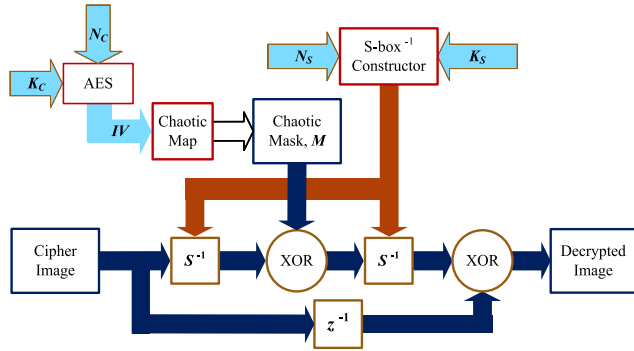 N_C
S-box⁻¹
Constructor
N_S
K_S
K_C
AES
IV
Chaotic
Map
Chaotic
Mask, M
Cipher
Image
S⁻¹
XOR
S⁻¹
XOR
Decrypted
Image
z⁻¹